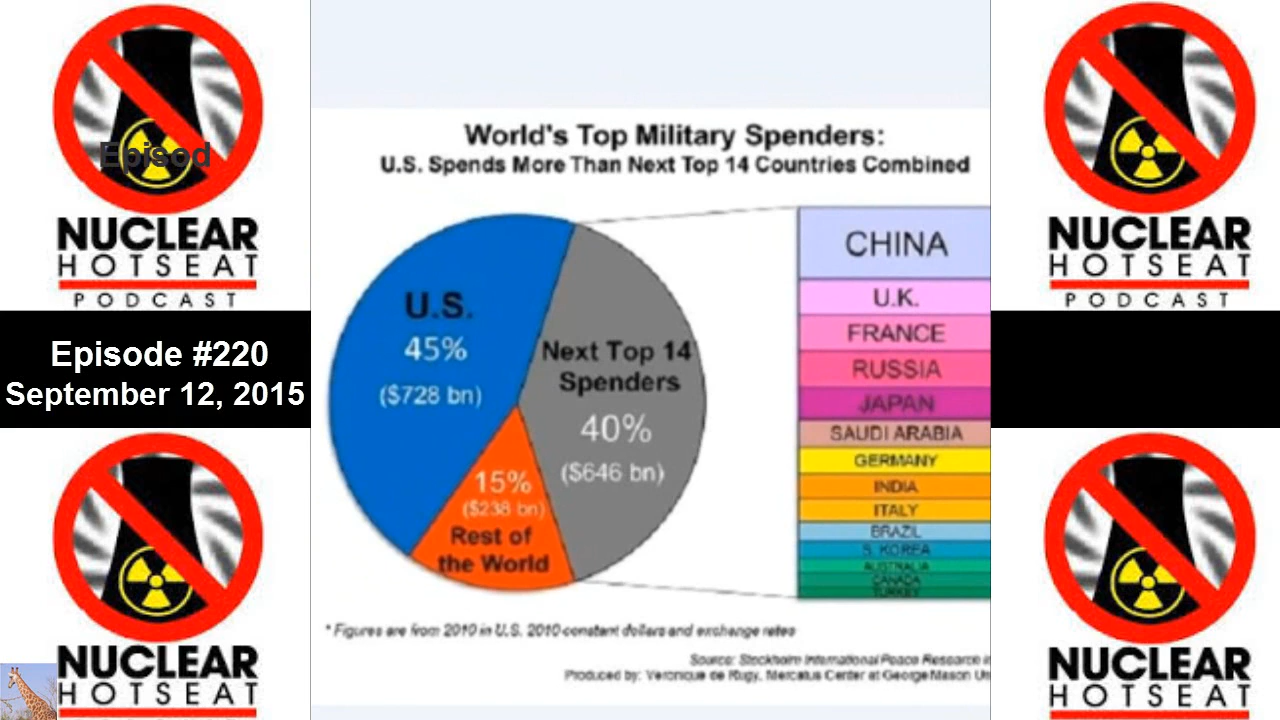 Episod
NUCLEAR
HOTSEAT
PODCAST
Episode #220
September 12, 2015
NUCLEAR
HOTSEAT
World's Top Military Spenders:
U.S. Spends More Than Next Top 14 Countries Combined
U.S.
45%
($728 bn)
Next Top 14
Spenders
40%
($646 bn)
15%
($238 bn)
Rest of
the World
CHINA
U.K.
FRANCE
RUSSIA
JAPAN
SAUDI ARABIA
GERMANY
INDIA
ITALY
BRAZIL
S. KOREA
AUSTRALIA
CANADA
TURKEY
* Figures are from 2010 in U.S. 2010 constant dollars and exchange rates
Source: Stockholm International Peace Research In
Produced by: Veronique de Rugy, Mercatus Center at George Mason Un
NUCLEAR
HOTSEAT
PODCAST
NUCLEAR
HOTSEAT